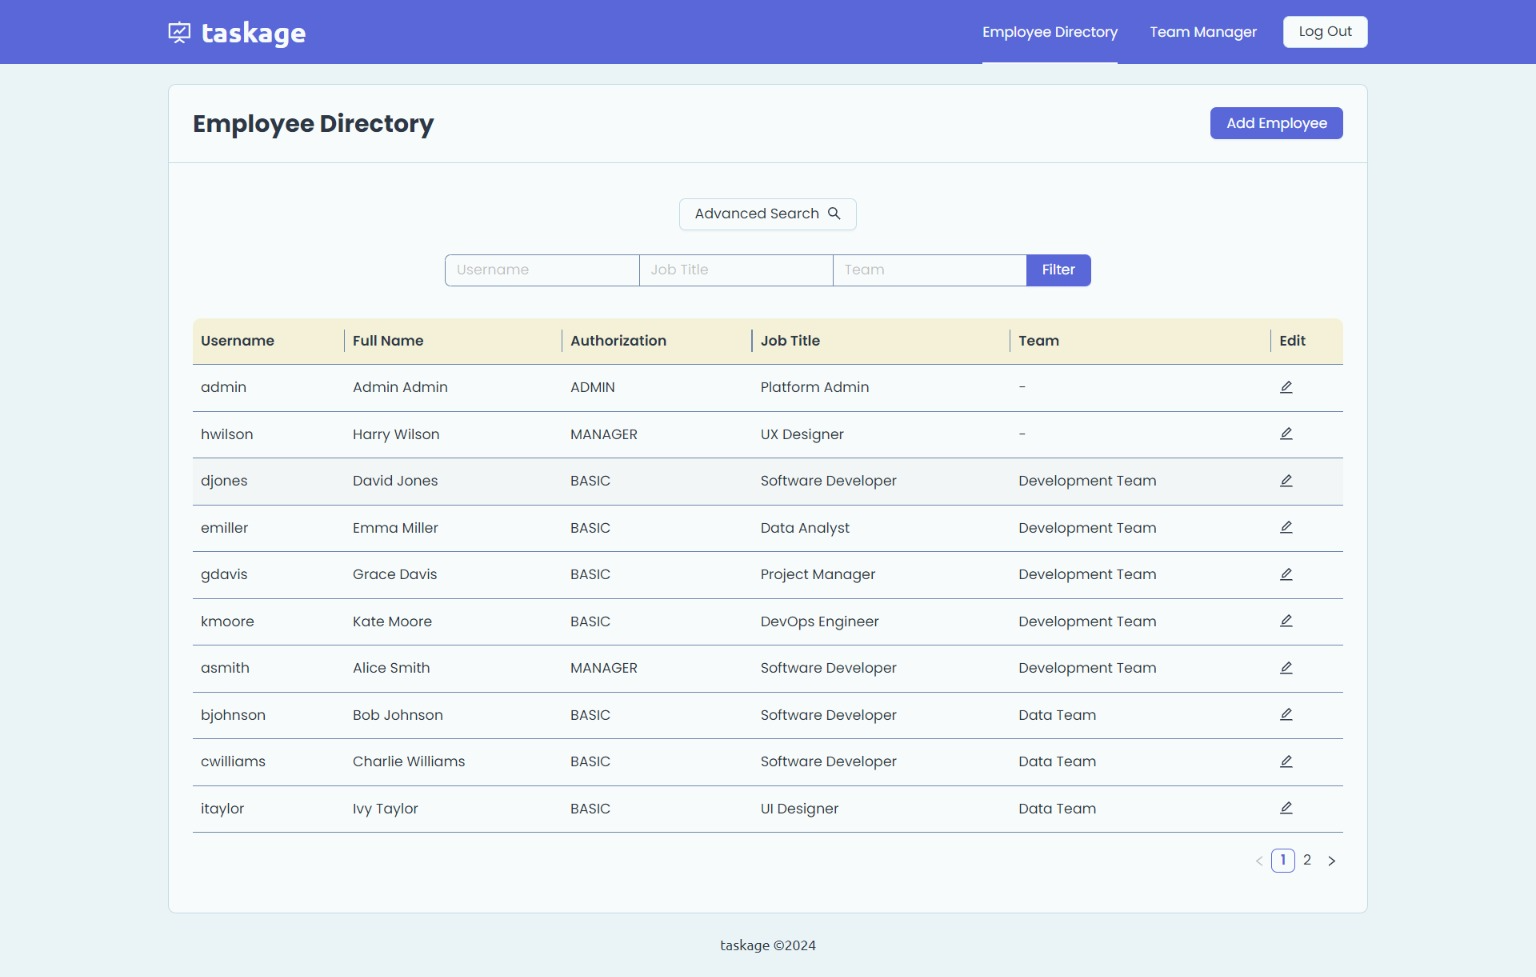 taskage
Employee Directory Team Manager Log Out
Employee Directory Add Employee
Advanced Search
Username Job Title Team Filter
Username Full Name Authorization Job Title Team Edit
admin Admin Admin ADMIN Platform Admin -
hwilson Harry Wilson MANAGER UX Designer -
djones David Jones BASIC Software Developer Development Team
emiller Emma Miller BASIC Data Analyst Development Team
gdavis Grace Davis BASIC Project Manager Development Team
kmoore Kate Moore BASIC DevOps Engineer Development Team
asmith Alice Smith MANAGER Software Developer Development Team
bjohnson Bob Johnson BASIC Software Developer Data Team
cwilliams Charlie Williams BASIC Software Developer Data Team
itaylor Ivy Taylor BASIC UI Designer Data Team
< 1 2 >
taskage ©2024